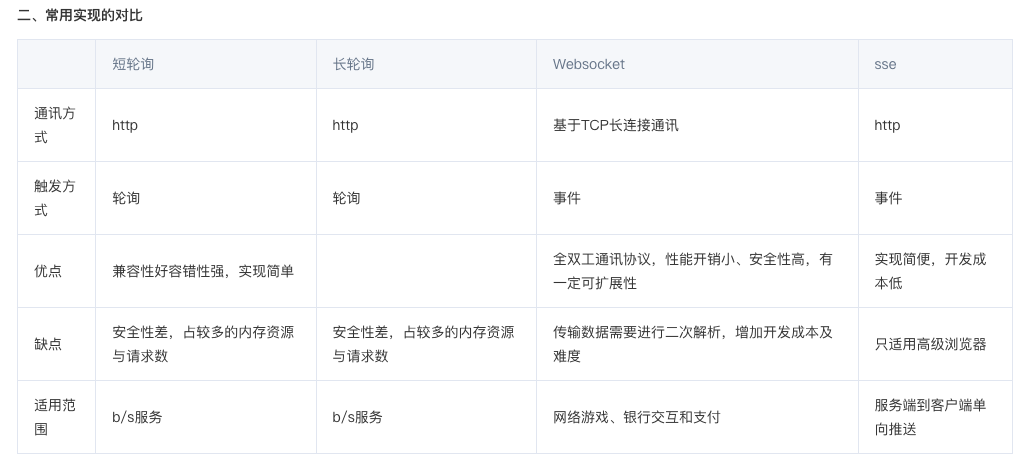 二、常用实现的对比
短轮询 长轮询 Websocket sse
通讯方
式
http http 基于TCP长连接通讯 http
触发方
式
轮询 轮询 事件 事件
优点
兼容性好容错性强，实现简单
全双工通讯协议，性能开销小、安全性高，有
一定可扩展性
实现简便，开发成
本低
缺点
安全性差，占较多的内存资源
与请求数
安全性差，占较多的内存资源
与请求数
传输数据需要进行二次解析，增加开发成本及
难度
只适用高级浏览器
适用范
围
b/s服务 b/s服务 网络游戏、银行交互和支付
服务端到客户端单
向推送